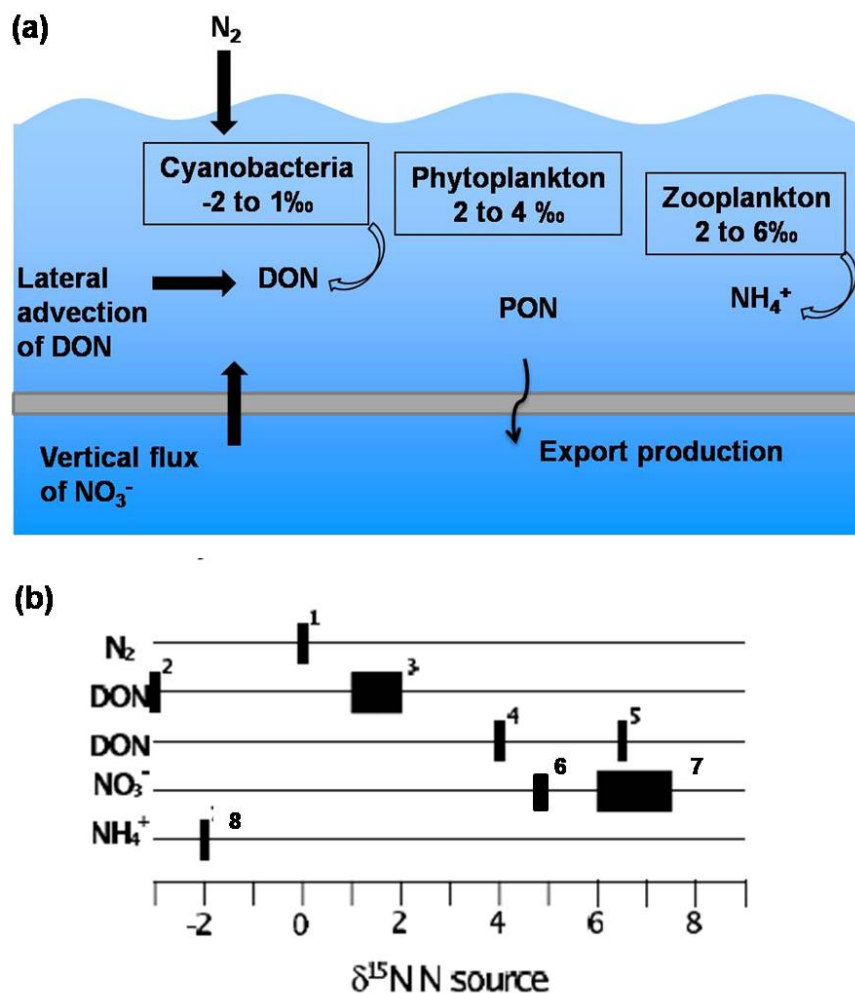 (a)
N₂
Cyanobacteria
-2 to 1‰
Phytoplankton
2 to 4 ‰
Zooplankton
2 to 6‰
Lateral
advection
of DON
DON
PON
NH₄⁺
Vertical flux
of NO₃⁻
Export production
(b)
N₂ 1
DON 2 3
DON 4 5
NO₃⁻ 6 7
NH₄⁺ 8
-2 0 2 4 6 8
δ¹⁵N N source